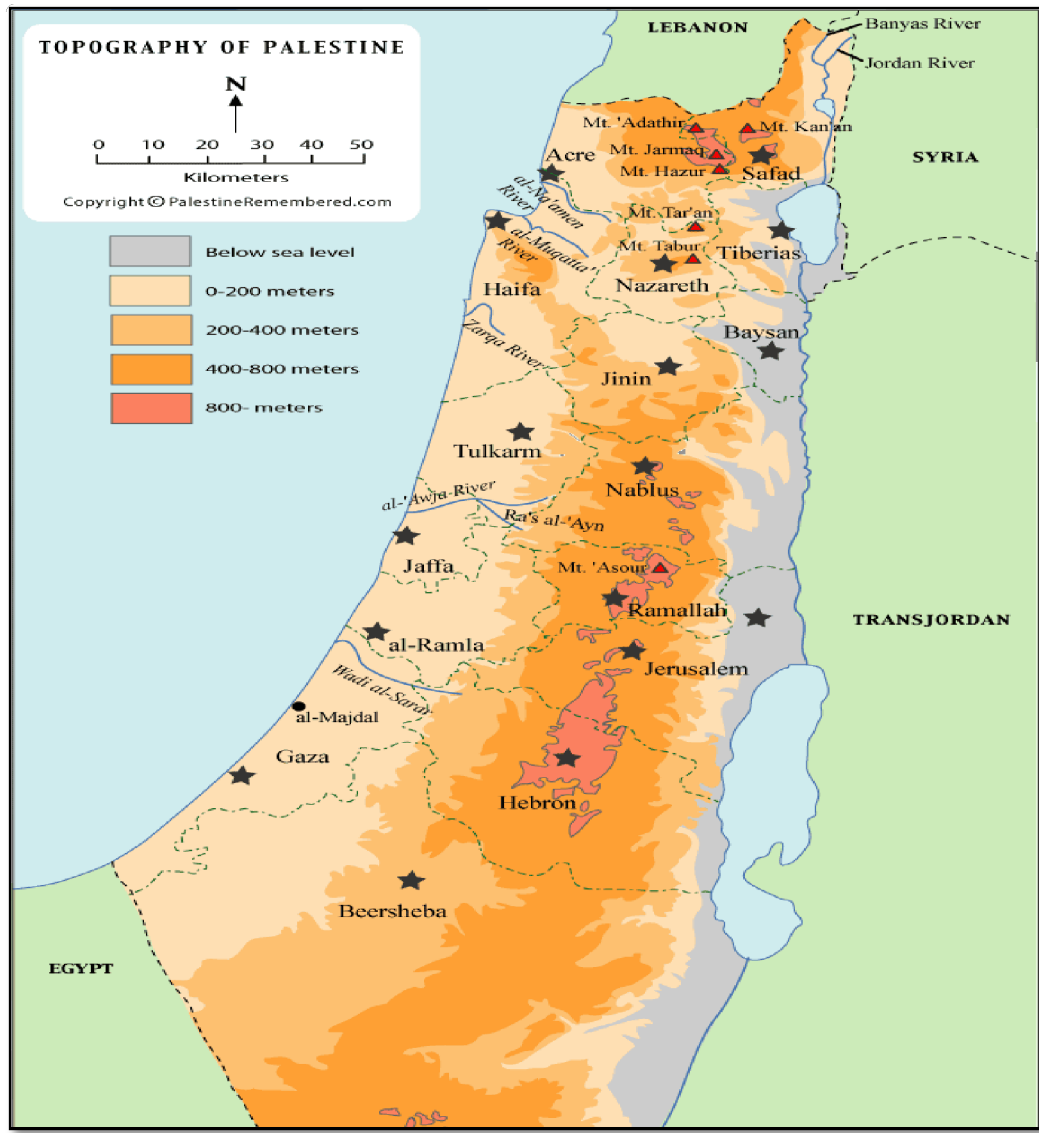 TOPOGRAPHY OF PALESTINE
N
0 10 20 30 40 50
Kilometers
Copyright © PalestineRemembered.com
Below sea level
0-200 meters
200-400 meters
400-800 meters
800- meters
LEBANON
Banyas River
Jordan River
SYRIA
Mt. 'Adathir
Mt. Kan'an
Mt. Jarmaq
Mt. Hazur
Safad
Acre
al-Na'amen
River
al-Muqatta'
River
Mt. Tar'an
Mt. Tabur
Tiberias
Nazareth
Haifa
Zarqa River
Baysan
Jinin
Tulkarm
Nablus
al-'Awja-River
Ra's al-'Ayn
Jaffa
Mt. 'Asour
Ramallah
TRANSJORDAN
al-Ramla
Jerusalem
Wadi al-Sarar
al-Majdal
Gaza
Hebron
Beersheba
EGYPT